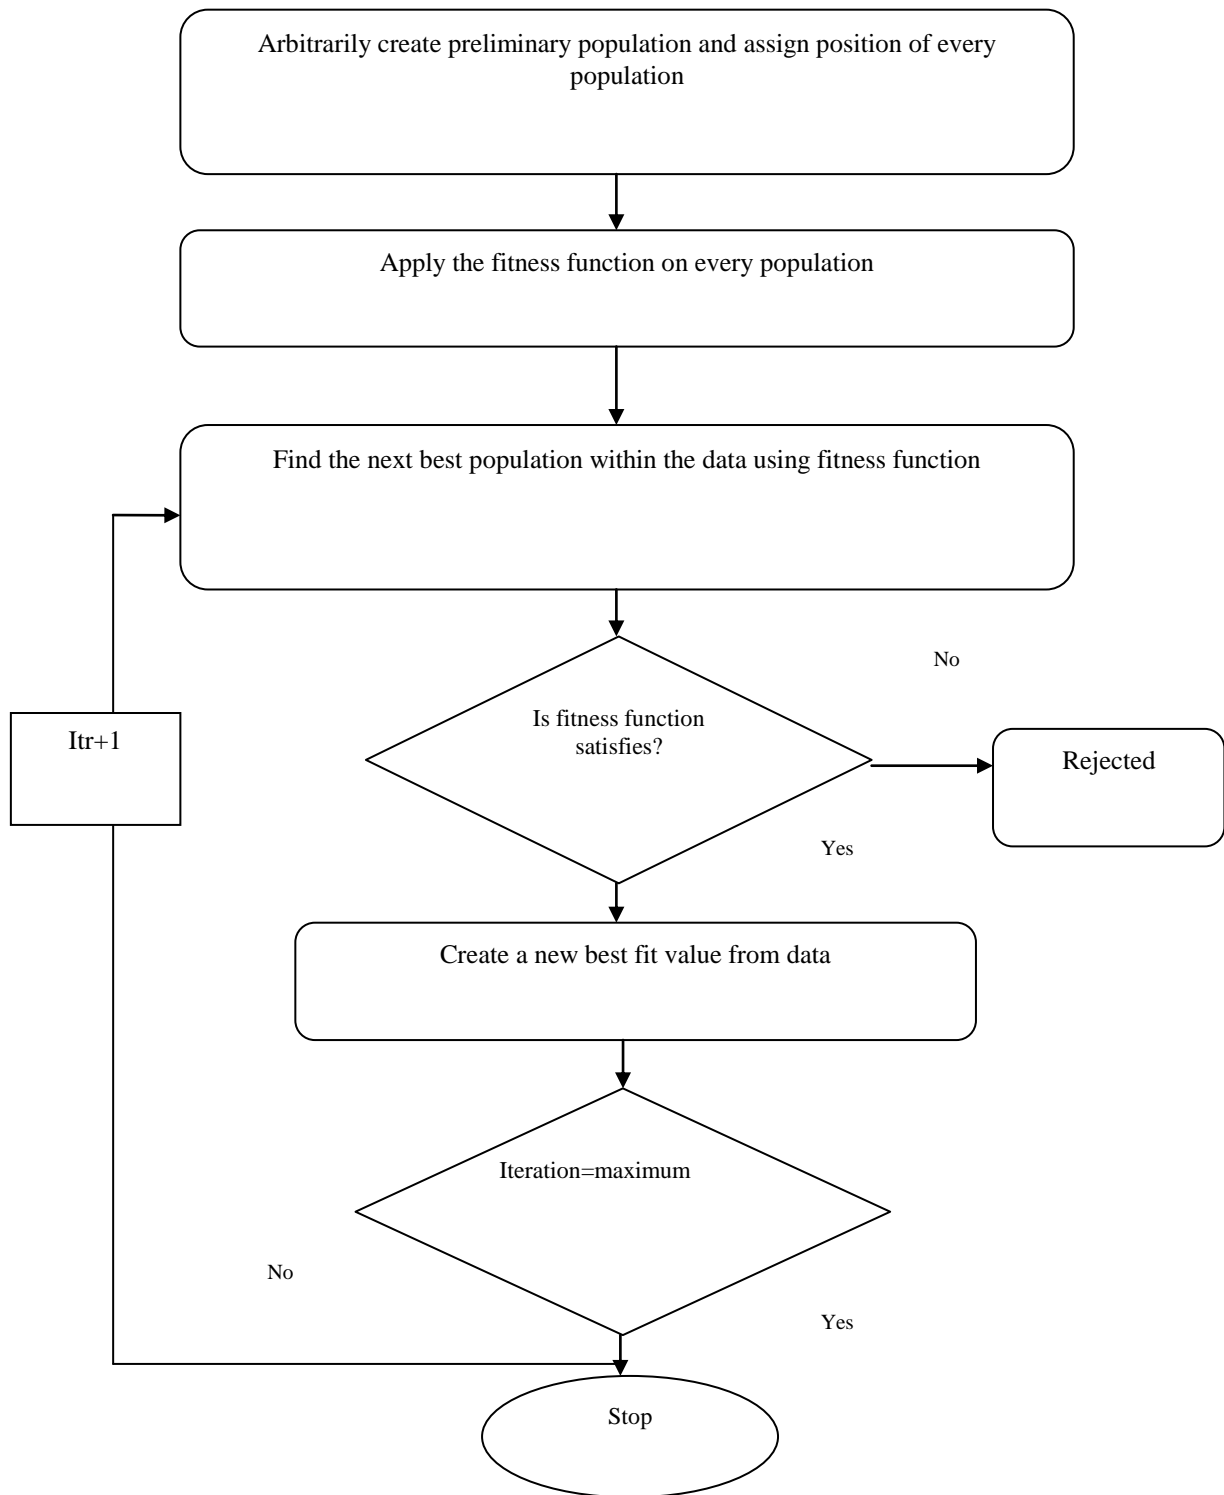 Arbitrarily create preliminary population and assign position of every
population
Apply the fitness function on every population
Find the next best population within the data using fitness function
No
Is fitness function
satisfies?
Itr+1
Rejected
Yes
Create a new best fit value from data
Iteration=maximum
No
Yes
Stop